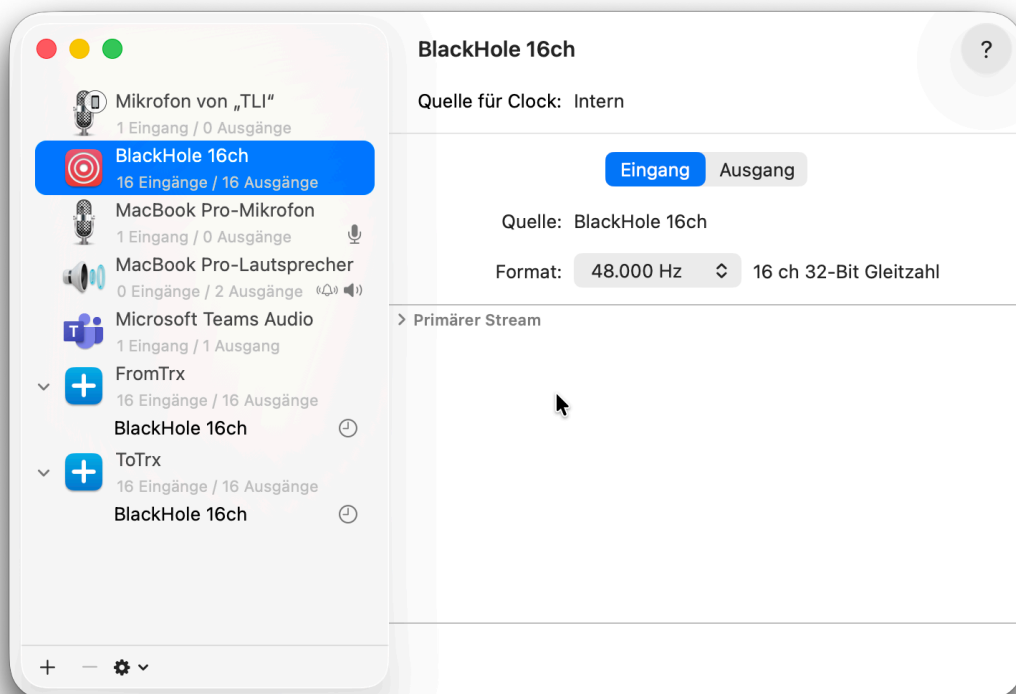 Mikrofon von „TLI“
1 Eingang / 0 Ausgänge
BlackHole 16ch
16 Eingänge / 16 Ausgänge
MacBook Pro-Mikrofon
1 Eingang / 0 Ausgänge
MacBook Pro-Lautsprecher
0 Eingänge / 2 Ausgänge
T
Microsoft Teams Audio
1 Eingang / 1 Ausgang
FromTrx
16 Eingänge / 16 Ausgänge
BlackHole 16ch
ToTrx
16 Eingänge / 16 Ausgänge
BlackHole 16ch
BlackHole 16ch
?
Quelle für Clock: Intern
Eingang Ausgang
Quelle: BlackHole 16ch
Format: 48.000 Hz 16 ch 32-Bit Gleitzahl
Primärer Stream